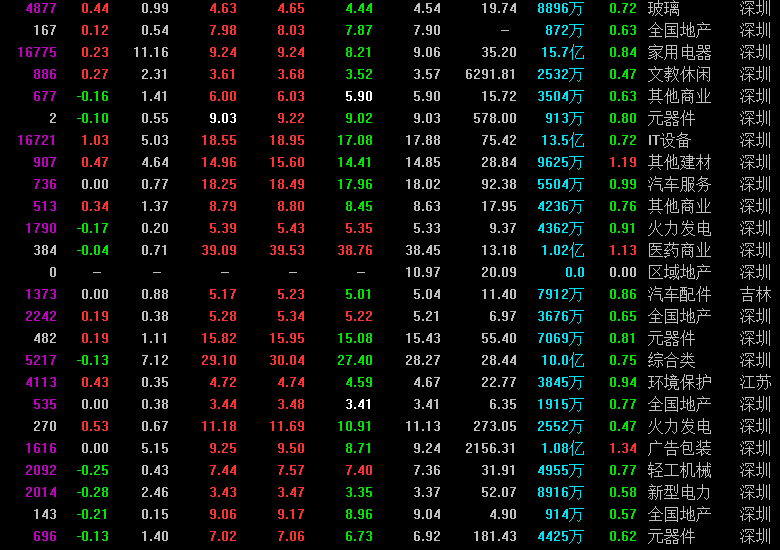 4877 0.44 0.99 4.63 4.65 4.44 4.54 19.74 8896万 0.72 玻璃 深圳
167 0.12 0.54 7.98 8.03 7.87 7.90 – 872万 0.63 全国地产 深圳
16775 0.23 11.16 9.24 9.24 8.21 9.06 35.20 15.7亿 0.84 家用电器 深圳
886 0.27 2.31 3.61 3.68 3.52 3.57 6291.81 2532万 0.47 文教休闲 深圳
677 -0.16 1.41 6.00 6.03 5.90 5.90 15.72 3504万 0.63 其他商业 深圳
2 -0.10 0.55 9.03 9.22 9.02 9.03 578.00 913万 0.80 元器件 深圳
16721 1.03 5.03 18.55 18.95 17.08 17.88 75.42 13.5亿 0.72 IT设备 深圳
907 0.47 4.64 14.96 15.60 14.41 14.85 28.84 9625万 1.19 其他建材 深圳
736 0.00 0.77 18.25 18.49 17.96 18.02 92.38 5504万 0.99 汽车服务 深圳
513 0.34 1.37 8.79 8.80 8.45 8.63 17.95 4236万 0.76 其他商业 深圳
1790 -0.17 0.20 5.39 5.43 5.35 5.33 9.37 4362万 0.91 火力发电 深圳
384 -0.04 0.71 39.09 39.53 38.76 38.45 13.18 1.02亿 1.13 医药商业 深圳
0 – – – – – 10.97 20.09 0.0 0.00 区域地产 深圳
1373 0.00 0.88 5.17 5.23 5.01 5.04 11.40 7912万 0.86 汽车配件 吉林
2242 0.19 0.38 5.28 5.34 5.22 5.21 6.97 3676万 0.65 全国地产 深圳
482 0.19 1.11 15.82 15.95 15.08 15.43 55.40 7069万 0.81 元器件 深圳
5217 -0.13 7.12 29.10 30.04 27.40 28.27 28.44 10.0亿 0.75 综合类 深圳
4113 0.43 0.35 4.72 4.74 4.59 4.67 22.77 3845万 0.94 环境保护 江苏
535 0.00 0.38 3.44 3.48 3.41 3.41 6.35 1915万 0.77 全国地产 深圳
270 0.53 0.67 11.18 11.69 10.91 11.13 273.05 2552万 0.47 火力发电 深圳
1616 0.00 5.15 9.25 9.50 8.71 9.24 2156.31 1.08亿 1.34 广告包装 深圳
2092 -0.25 0.43 7.44 7.57 7.40 7.36 31.91 4955万 0.77 轻工机械 深圳
2014 -0.28 2.46 3.43 3.47 3.35 3.37 52.07 8916万 0.58 新型电力 深圳
143 -0.21 0.15 9.06 9.17 8.96 9.04 4.90 914万 0.57 全国地产 深圳
696 -0.13 1.40 7.02 7.06 6.73 6.92 181.43 4425万 0.62 元器件 深圳